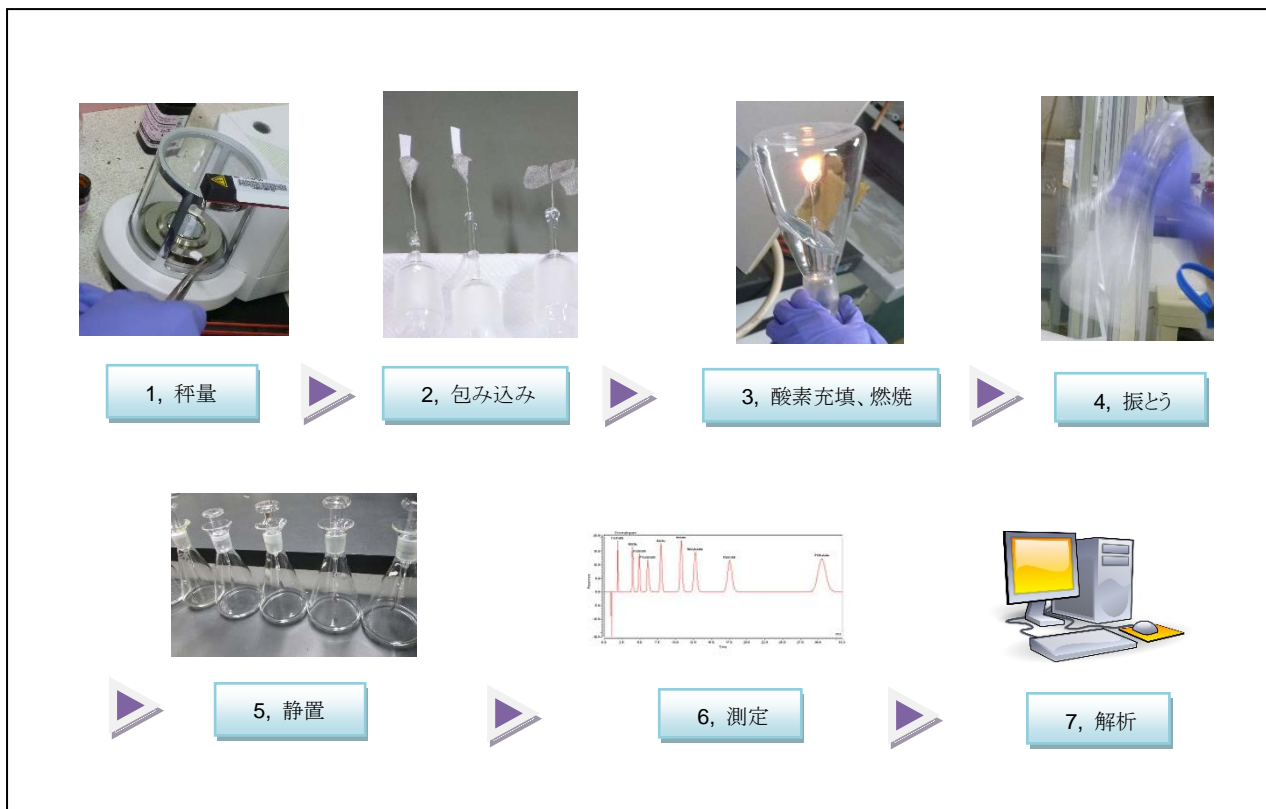 1, 秤量
2, 包み込み
3, 酸素充填、燃焼
4, 振とう
5, 静置
6, 測定
7, 解析